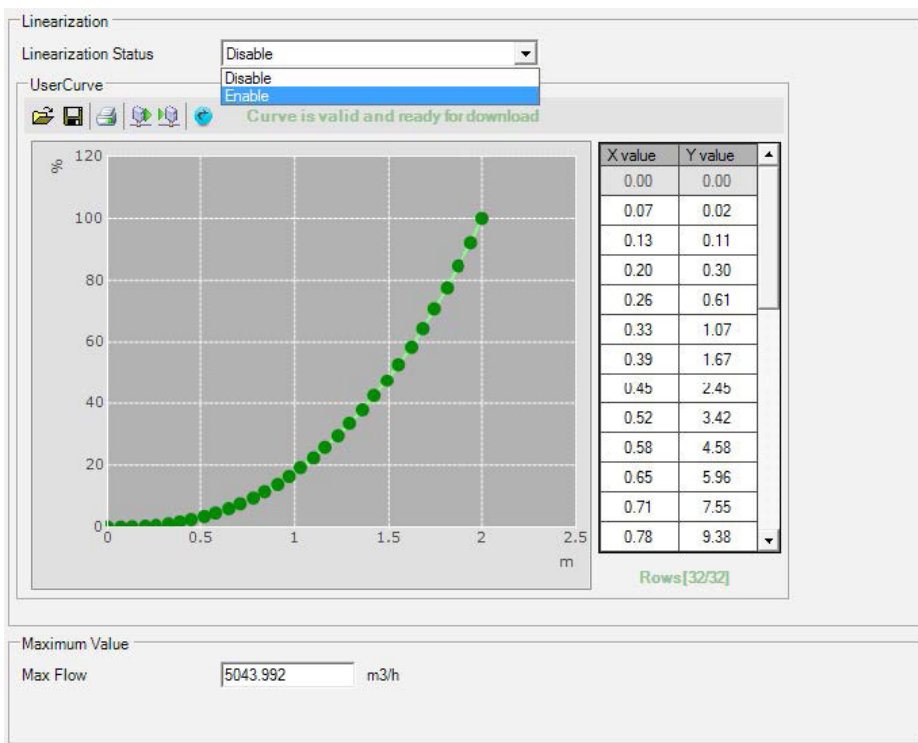 Linearization
Linearization Status Disable
Disable
Enable
UserCurve
Curve is valid and ready for download
%
120
100
80
60
40
20
0
0 0.5 1 1.5 2 2.5
m
X value Y value
0.00 0.00
0.07 0.02
0.13 0.11
0.20 0.30
0.26 0.61
0.33 1.07
0.39 1.67
0.45 2.45
0.52 3.42
0.58 4.58
0.65 5.96
0.71 7.55
0.78 9.38
Rows[32/32]
Maximum Value
Max Flow 5043.992 m3/h